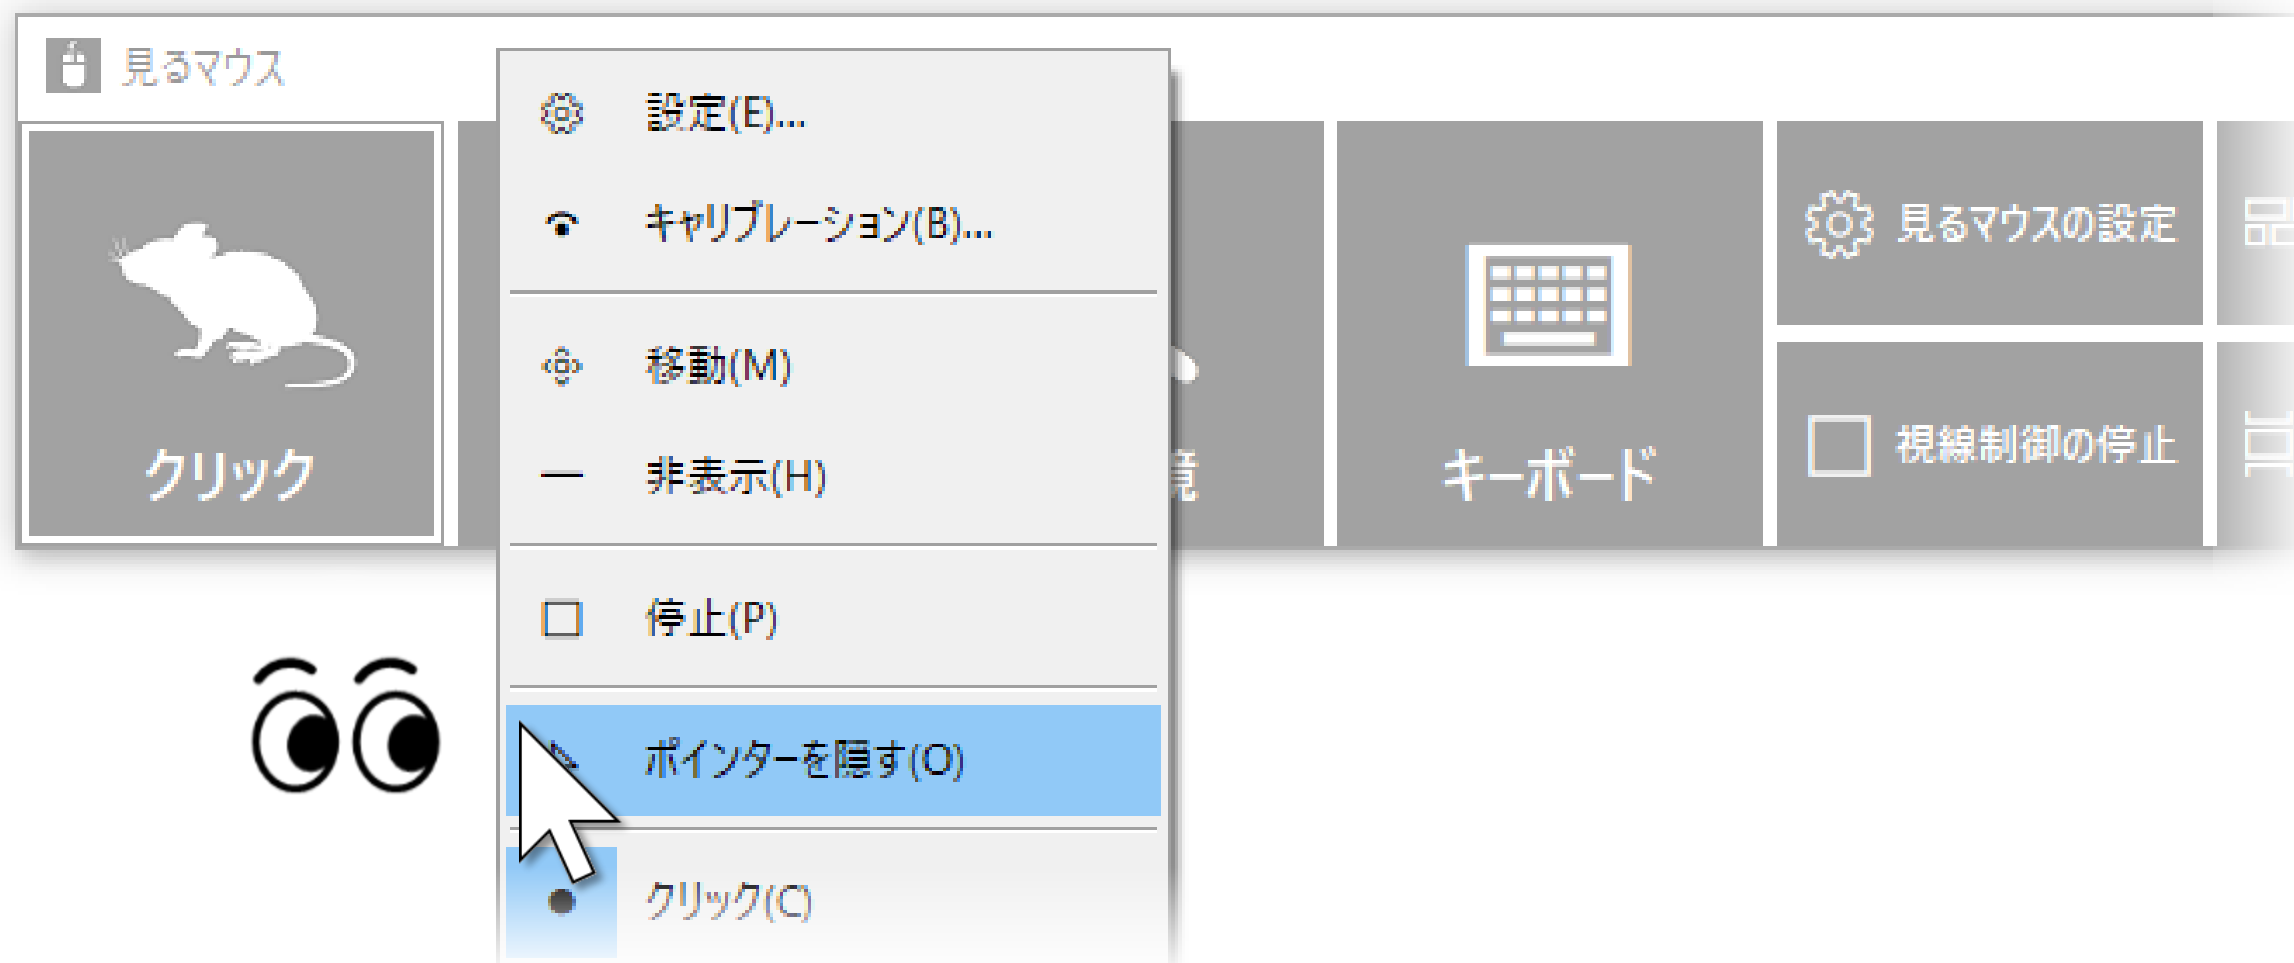 見るマウス
設定(E)...
キャリブレーション(B)...
移動(M)
非表示(H)
停止(P)
ポインターを隠す(O)
クリック(C)
クリック
鏡
キーボード
見るマウスの設定
視線制御の停止